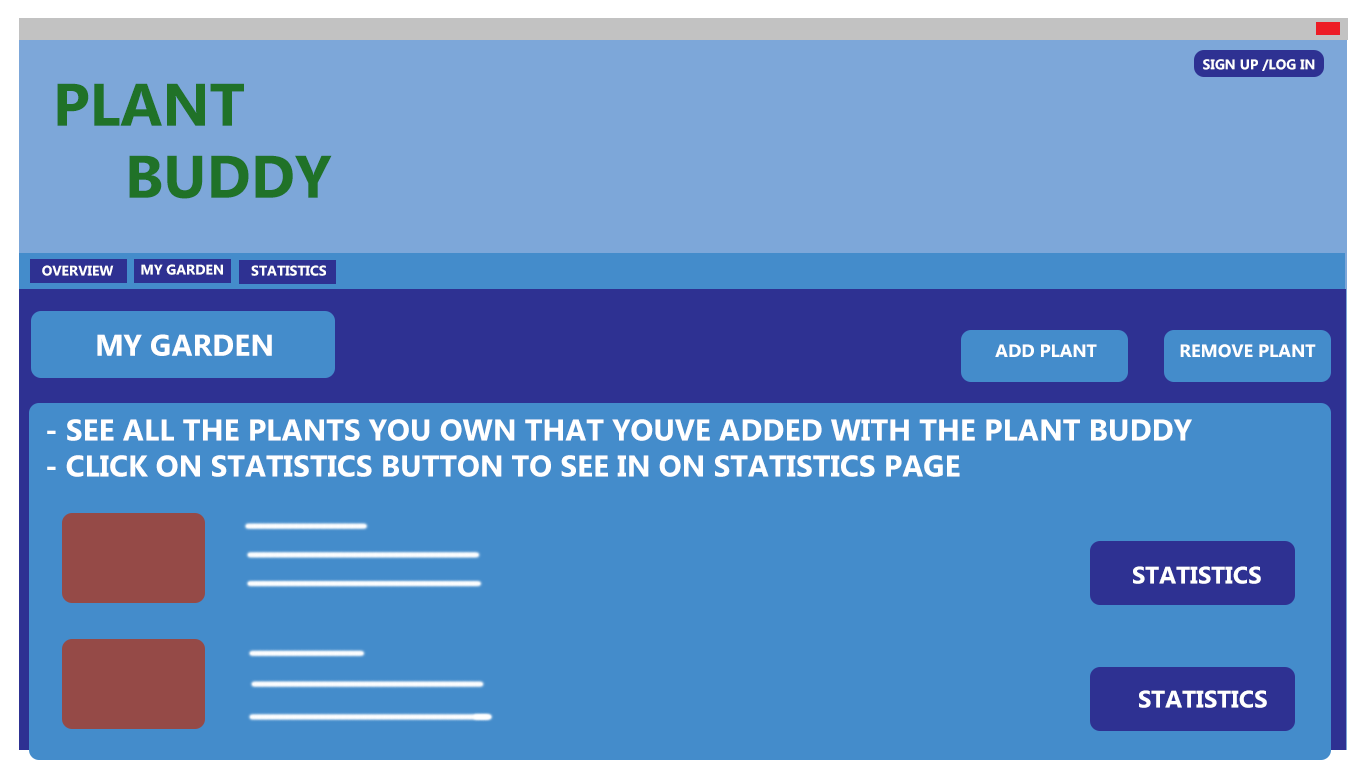 SIGN UP /LOG IN
PLANT
BUDDY
OVERVIEW
MY GARDEN
STATISTICS
MY GARDEN
ADD PLANT
REMOVE PLANT
- SEE ALL THE PLANTS YOU OWN THAT YOUVE ADDED WITH THE PLANT BUDDY
- CLICK ON STATISTICS BUTTON TO SEE IN ON STATISTICS PAGE
STATISTICS
STATISTICS